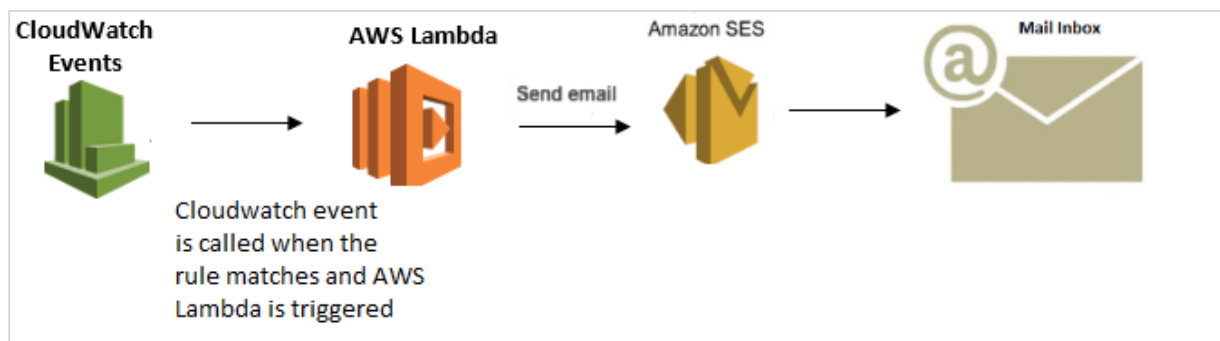 CloudWatch
Events
AWS Lambda
Amazon SES
Mail Inbox
Send email
@
Cloudwatch event
is called when the
rule matches and AWS
Lambda is triggered